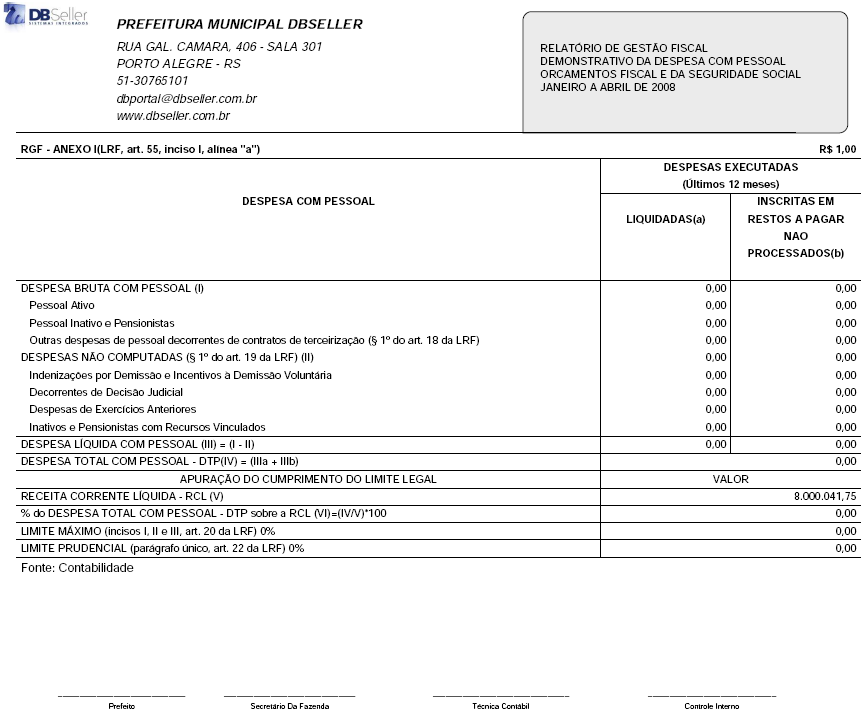 DBSeller
SISTEMAS INTEGRADOS
PREFEITURA MUNICIPAL DBSELLER
RUA GAL. CAMARA, 406 - SALA 301
PORTO ALEGRE - RS
51-30765101
dbportal@dbseller.com.br
www.dbseller.com.br
RELATÓRIO DE GESTÃO FISCAL
DEMONSTRATIVO DA DESPESA COM PESSOAL
ORCAMENTOS FISCAL E DA SEGURIDADE SOCIAL
JANEIRO A ABRIL DE 2008
RGF - ANEXO I(LRF, art. 55, inciso I, alínea "a") R$ 1,00
DESPESA COM PESSOAL
DESPESAS EXECUTADAS
(Últimos 12 meses)
LIQUIDADAS(a)
INSCRITAS EM
RESTOS A PAGAR
NAO
PROCESSADOS(b)
DESPESA BRUTA COM PESSOAL (I) 0,00 0,00
Pessoal Ativo 0,00 0,00
Pessoal Inativo e Pensionistas 0,00 0,00
Outras despesas de pessoal decorrentes de contratos de terceirização (§ 1º do art. 18 da LRF) 0,00 0,00
DESPESAS NÃO COMPUTADAS (§ 1º do art. 19 da LRF) (II) 0,00 0,00
Indenizações por Demissão e Incentivos à Demissão Voluntária 0,00 0,00
Decorrentes de Decisão Judicial 0,00 0,00
Despesas de Exercícios Anteriores 0,00 0,00
Inativos e Pensionistas com Recursos Vinculados 0,00 0,00
DESPESA LÍQUIDA COM PESSOAL (III) = (I - II) 0,00 0,00
DESPESA TOTAL COM PESSOAL - DTP(IV) = (IIIa + IIIb) 0,00
APURAÇÃO DO CUMPRIMENTO DO LIMITE LEGAL VALOR
RECEITA CORRENTE LÍQUIDA - RCL (V) 8.000.041,75
% do DESPESA TOTAL COM PESSOAL - DTP sobre a RCL (VI)=(IV/V)*100 0,00
LIMITE MÁXIMO (incisos I, II e III, art. 20 da LRF) 0% 0,00
LIMITE PRUDENCIAL (parágrafo único, art. 22 da LRF) 0% 0,00
Fonte: Contabilidade
Prefeito Secretário Da Fazenda Técnica Contábil Controle Interno